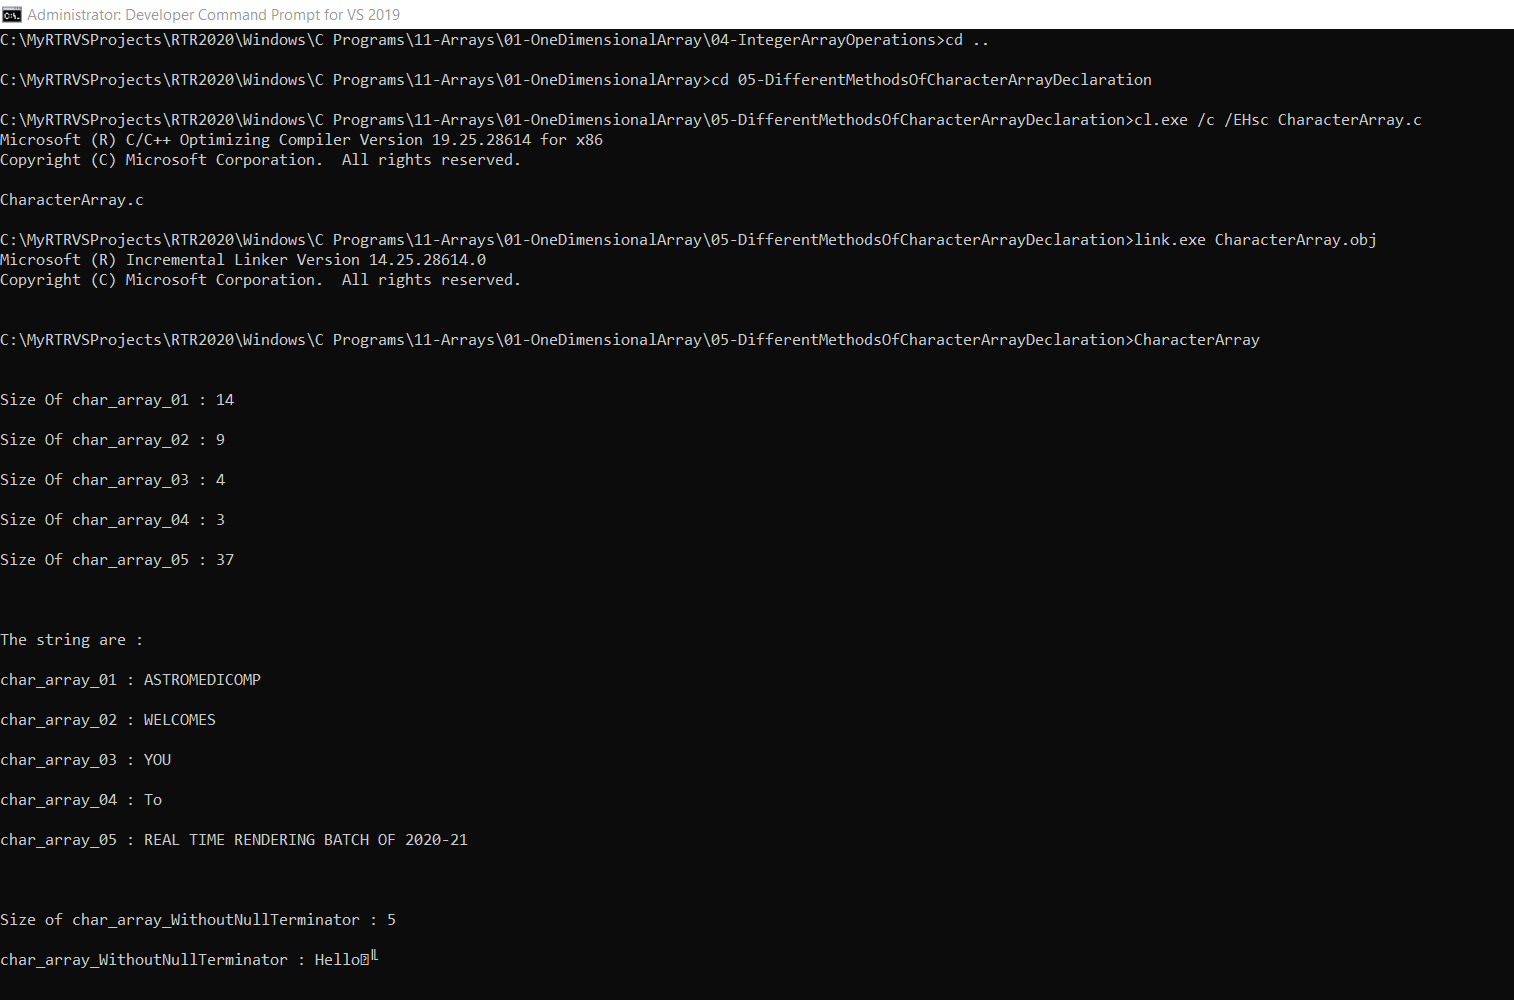 Administrator: Developer Command Prompt for VS 2019
C:\MyRTRVSProjects\RTR2020\Windows\C Programs\11-Arrays\01-OneDimensionalArray\04-IntegerArrayOperations>cd ..
C:\MyRTRVSProjects\RTR2020\Windows\C Programs\11-Arrays\01-OneDimensionalArray>cd 05-DifferentMethodsOfCharacterArrayDeclaration
C:\MyRTRVSProjects\RTR2020\Windows\C Programs\11-Arrays\01-OneDimensionalArray\05-DifferentMethodsOfCharacterArrayDeclaration>cl.exe /c /EHsc CharacterArray.c
Microsoft (R) C/C++ Optimizing Compiler Version 19.25.28614 for x86
Copyright (C) Microsoft Corporation.  All rights reserved.
CharacterArray.c
C:\MyRTRVSProjects\RTR2020\Windows\C Programs\11-Arrays\01-OneDimensionalArray\05-DifferentMethodsOfCharacterArrayDeclaration>link.exe CharacterArray.obj
Microsoft (R) Incremental Linker Version 14.25.28614.0
Copyright (C) Microsoft Corporation.  All rights reserved.
C:\MyRTRVSProjects\RTR2020\Windows\C Programs\11-Arrays\01-OneDimensionalArray\05-DifferentMethodsOfCharacterArrayDeclaration>CharacterArray
Size Of char_array_01 : 14
Size Of char_array_02 : 9
Size Of char_array_03 : 4
Size Of char_array_04 : 3
Size Of char_array_05 : 37
The string are :
char_array_01 : ASTROMEDICOMP
char_array_02 : WELCOMES
char_array_03 : YOU
char_array_04 : To
char_array_05 : REAL TIME RENDERING BATCH OF 2020-21
Size of char_array_WithoutNullTerminator : 5
char_array_WithoutNullTerminator : Hello⍰╚